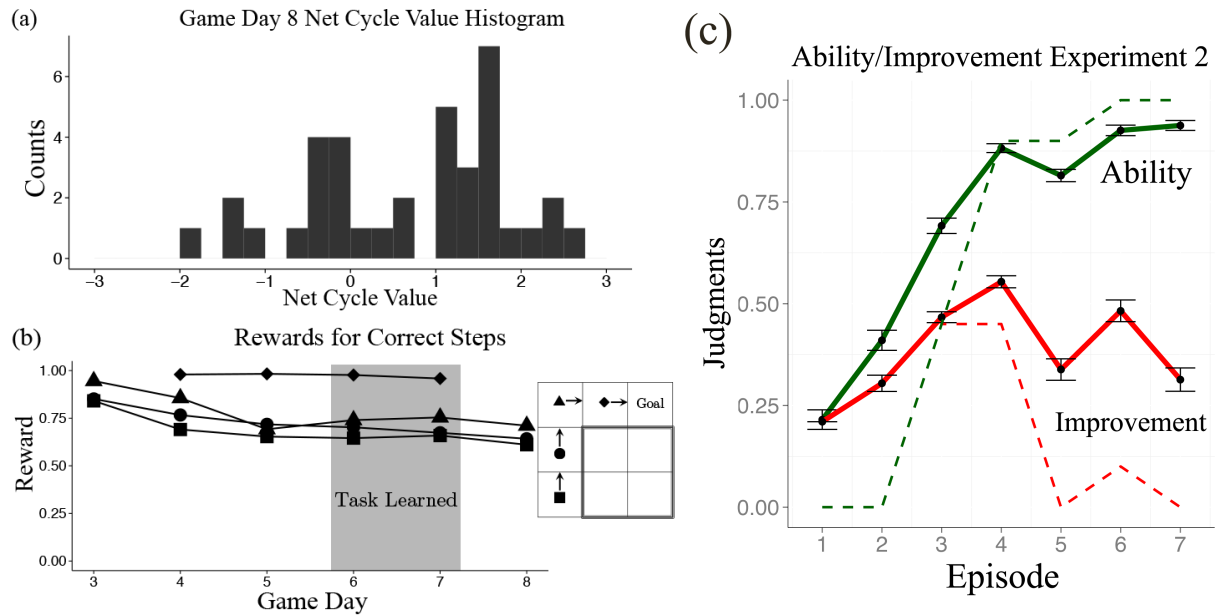 (a)
Game Day 8 Net Cycle Value Histogram
Counts
6
4
2
0
−3 −2 −1 0 1 2 3
Net Cycle Value
(b)
Rewards for Correct Steps
Reward
1.00
0.75
0.50
0.25
0.00
Task Learned
3 4 5 6 7 8
Game Day
Goal
(c)
Ability/Improvement Experiment 2
Judgments
1.00
0.75
0.50
0.25
0.00
Ability
Improvement
1 2 3 4 5 6 7
Episode